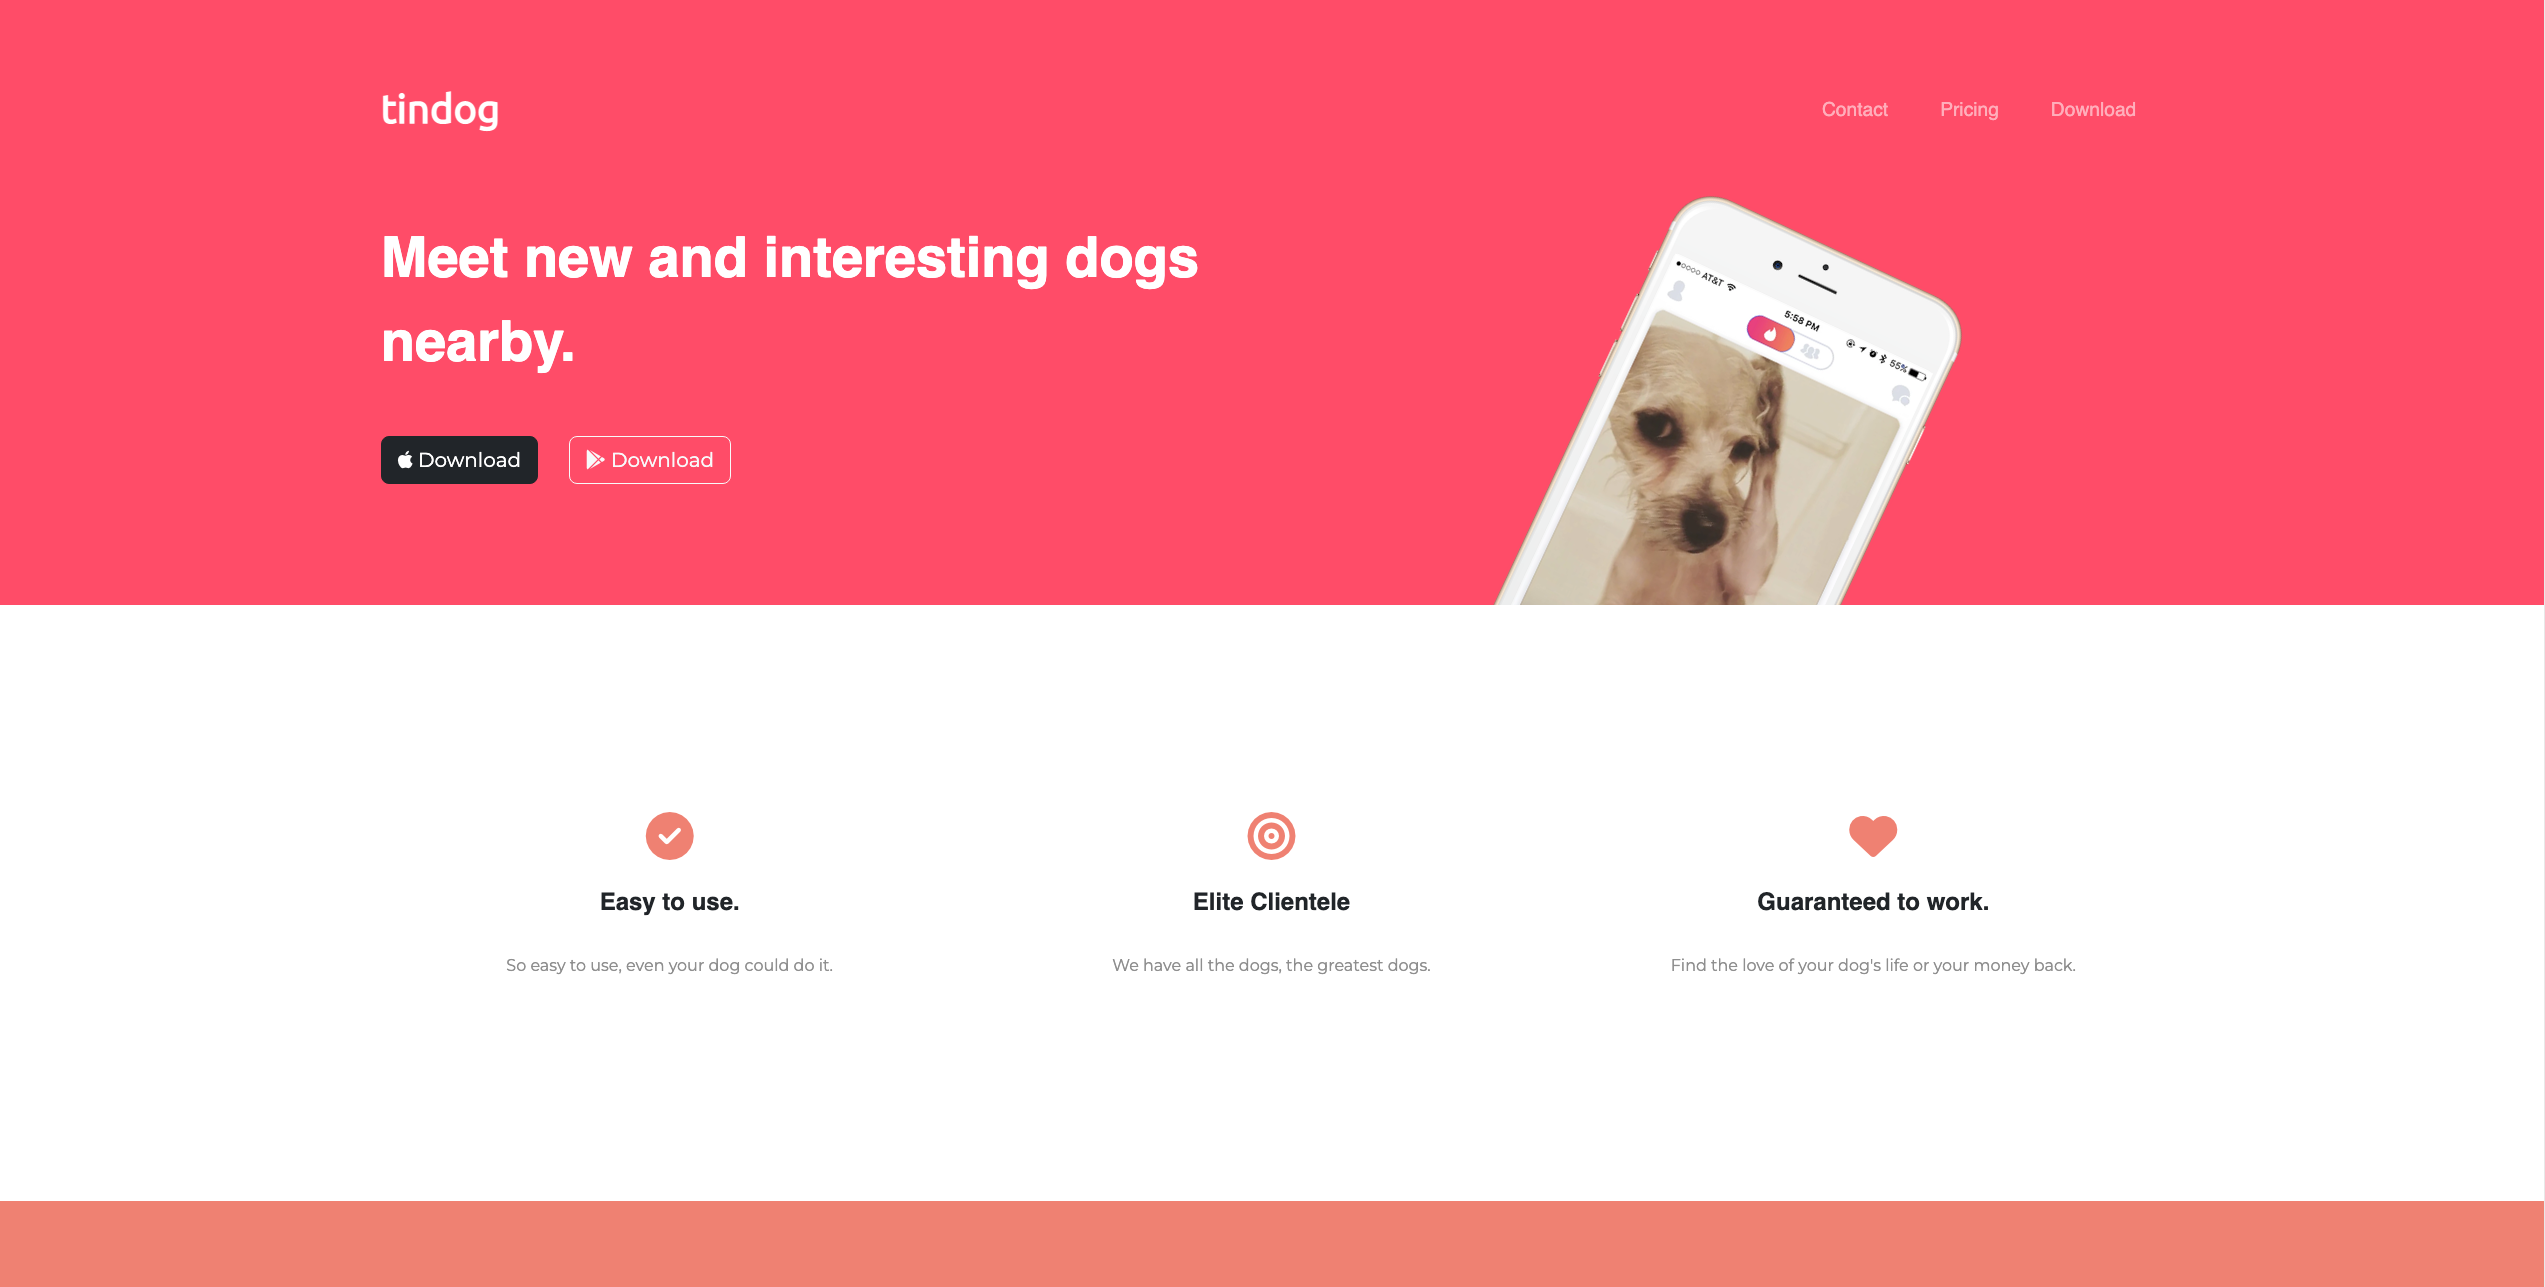 tindog
Contact Pricing Download
Meet new and interesting dogs
nearby.
Download Download
AT&T
5:58 PM
55%
Easy to use. Elite Clientele Guaranteed to work.
So easy to use, even your dog could do it. We have all the dogs, the greatest dogs. Find the love of your dog's life or your money back.